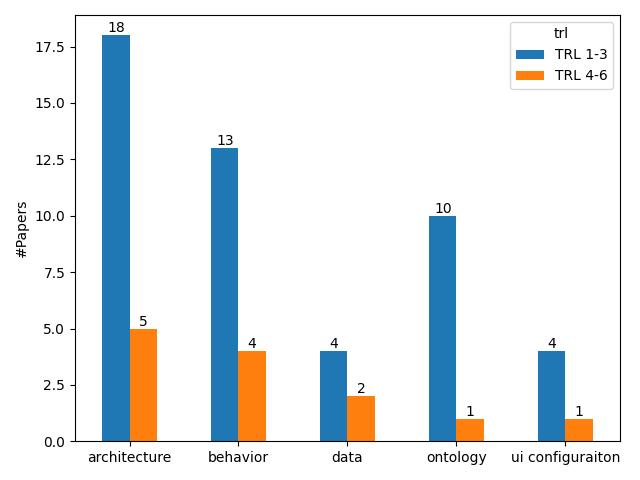 18
17.5
trl
TRL 1-3
TRL 4-6
15.0
13
12.5
10
10.0
#Papers
7.5
5
5.0
4
4
4
2.5
2
1
1
0.0
architecture
behavior
data
ontology
ui configuraiton